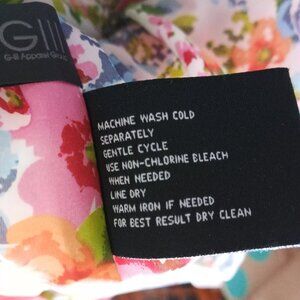 GIII
G-III Apparel Group
MACHINE WASH COLD
SEPARATELY
GENTLE CYCLE
USE NON-CHLORINE BLEACH
WHEN NEEDED
LINE DRY
WARM IRON IF NEEDED
FOR BEST RESULT DRY CLEAN